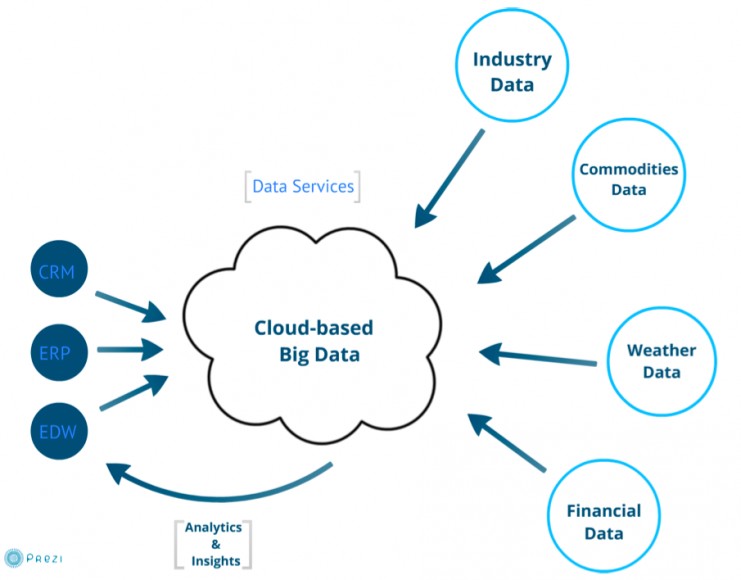 Industry
Data
Commodities
Data
[Data Services]
CRM
ERP
EDW
Cloud-based
Big Data
Weather
Data
Financial
Data
[Analytics
&
Insights]
PREZI